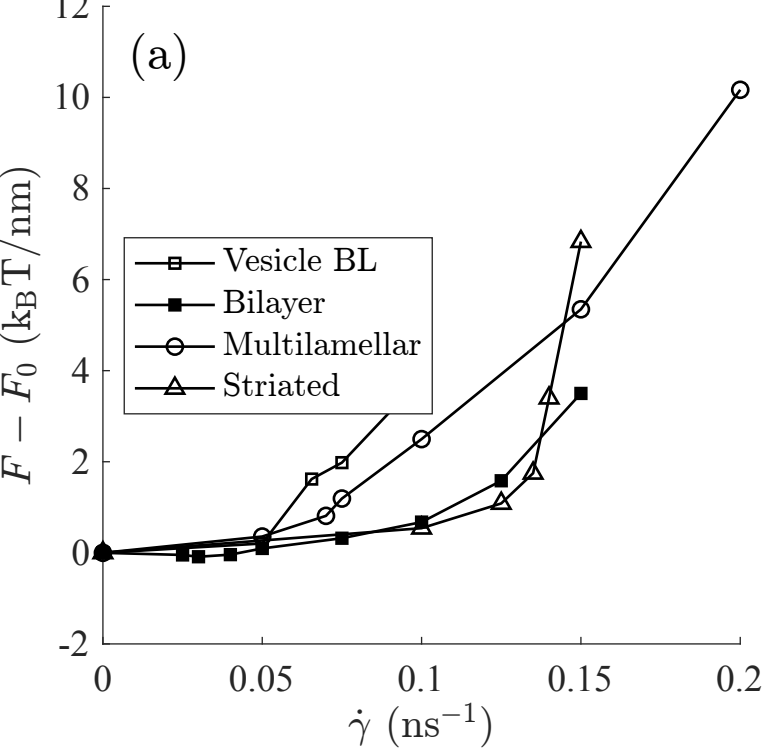 (a)
12
10
8
6
4
2
0
-2
F − F₀ (k_BT/nm)
Vesicle BL
Bilayer
Multilamellar
Striated
0 0.05 0.1 0.15 0.2
γ̇ (ns⁻¹)